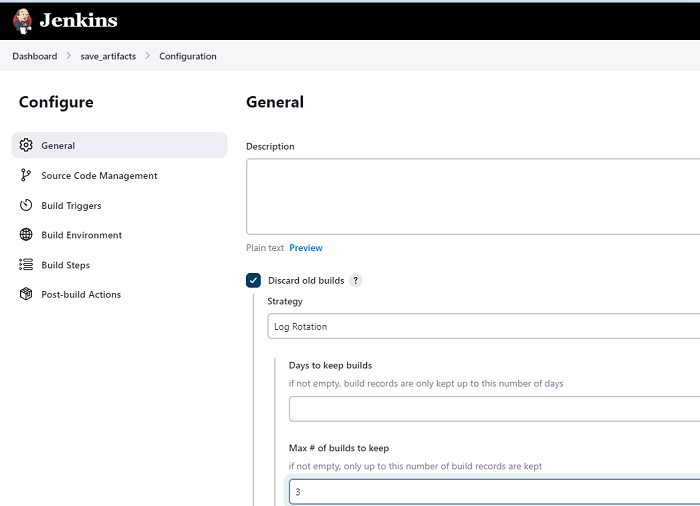 Jenkins
Dashboard > save_artifacts > Configuration
Configure
General
Source Code Management
Build Triggers
Build Environment
Build Steps
Post-build Actions
General
Description
Plain text Preview
Discard old builds ?
Strategy
Log Rotation
Days to keep builds
if not empty, build records are only kept up to this number of days
Max # of builds to keep
if not empty, only up to this number of build records are kept
3